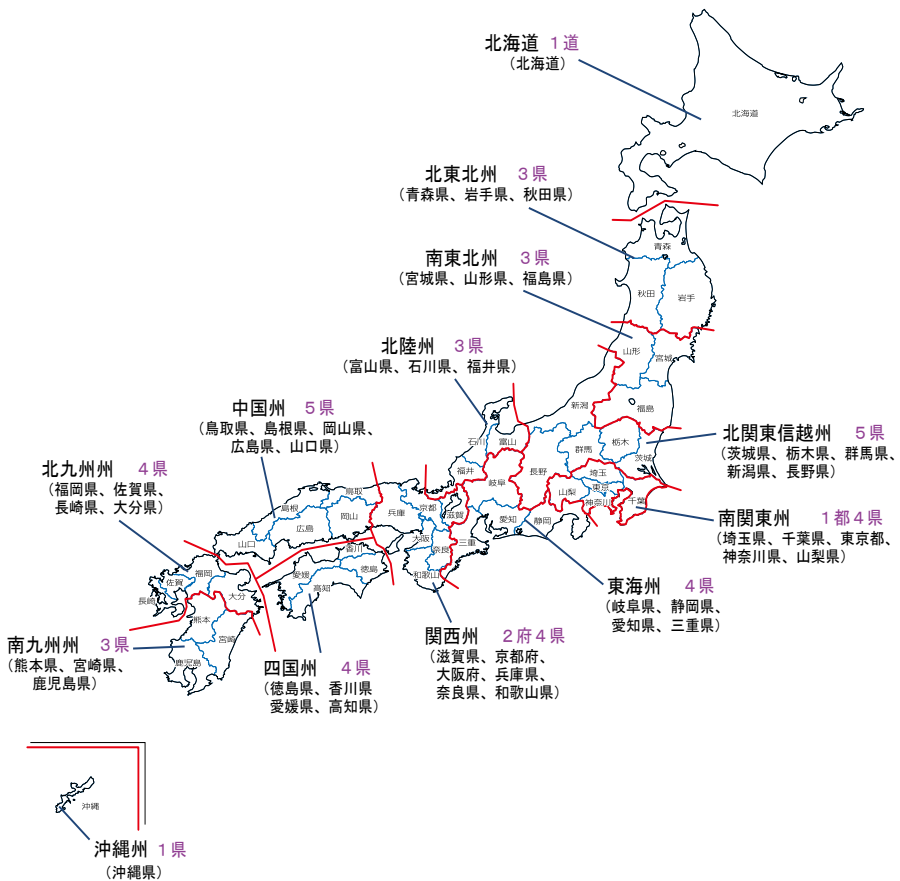 北海道 1道
（北海道）
北海道
北東北州 3県
（青森県、岩手県、秋田県）
青森
秋田
岩手
南東北州 3県
（宮城県、山形県、福島県）
山形
宮城
福島
北陸州 3県
（富山県、石川県、福井県）
新潟
石川
富山
福井
中国州 5県
（鳥取県、島根県、岡山県、
広島県、山口県）
北関東信越州 5県
（茨城県、栃木県、群馬県、
新潟県、長野県）
栃木
群馬
茨城
長野
北九州州 4県
（福岡県、佐賀県、
長崎県、大分県）
埼玉
東京
山梨
神奈川
千葉
南関東州 1都4県
（埼玉県、千葉県、東京都、
神奈川県、山梨県）
岐阜
愛知
静岡
三重
鳥取
島根
岡山
広島
山口
兵庫
京都
滋賀
大阪
奈良
和歌山
香川
徳島
愛媛
高知
福岡
佐賀
長崎
大分
熊本
宮崎
鹿児島
東海州 4県
（岐阜県、静岡県、
愛知県、三重県）
関西州 2府4県
（滋賀県、京都府、
大阪府、兵庫県、
奈良県、和歌山県）
南九州州 3県
（熊本県、宮崎県、
鹿児島県）
四国州 4県
（徳島県、香川県
愛媛県、高知県）
沖縄
沖縄州 1県
（沖縄県）